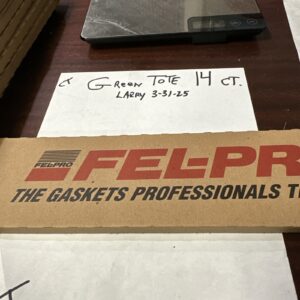 GREEN TOTE 14 CT.
LARRY 3-31-25
FEL-PRO
FEL-PR
THE GASKETS PROFESSIONALS T